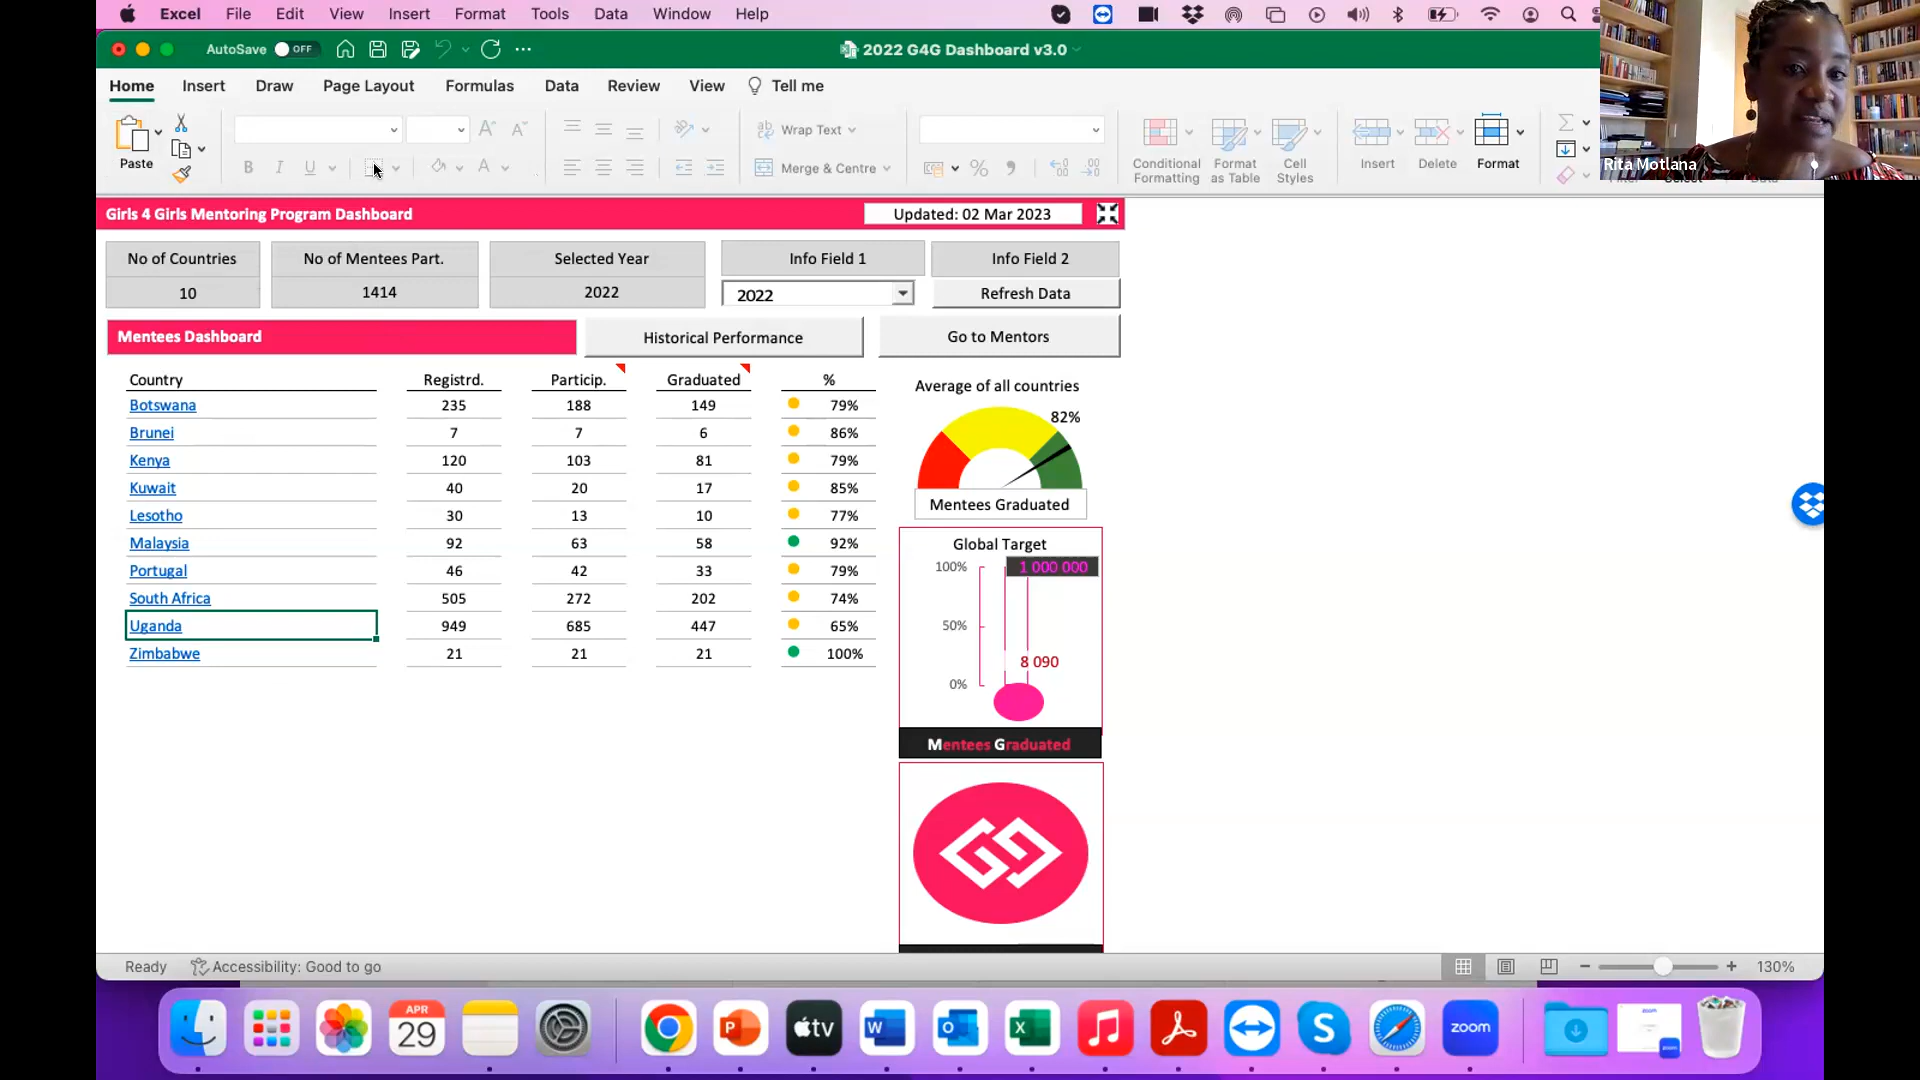 Excel File Edit View Insert Format Tools Data Window Help
AutoSave OFF
2022 G4G Dashboard v3.0
Home Insert Draw Page Layout Formulas Data Review View Tell me
Paste
B I U
Wrap Text
Merge & Centre
%
Conditional Formatting
Format as Table
Cell Styles
Insert
Delete
Format
Rita Motlana
Girls 4 Girls Mentoring Program Dashboard
Updated: 02 Mar 2023
No of Countries No of Mentees Part. Selected Year Info Field 1 Info Field 2
10 1414 2022 2022 Refresh Data
Mentees Dashboard Historical Performance Go to Mentors
Country Registrd. Particip. Graduated %
Botswana 235 188 149 79%
Brunei 7 7 6 86%
Kenya 120 103 81 79%
Kuwait 40 20 17 85%
Lesotho 30 13 10 77%
Malaysia 92 63 58 92%
Portugal 46 42 33 79%
South Africa 505 272 202 74%
Uganda 949 685 447 65%
Zimbabwe 21 21 21 100%
Average of all countries
82%
Mentees Graduated
Global Target
100% 1 000 000
50%
8 090
0%
Mentees Graduated
Ready Accessibility: Good to go
130%
APR
29
P
tv
W
O
X
S
zoom